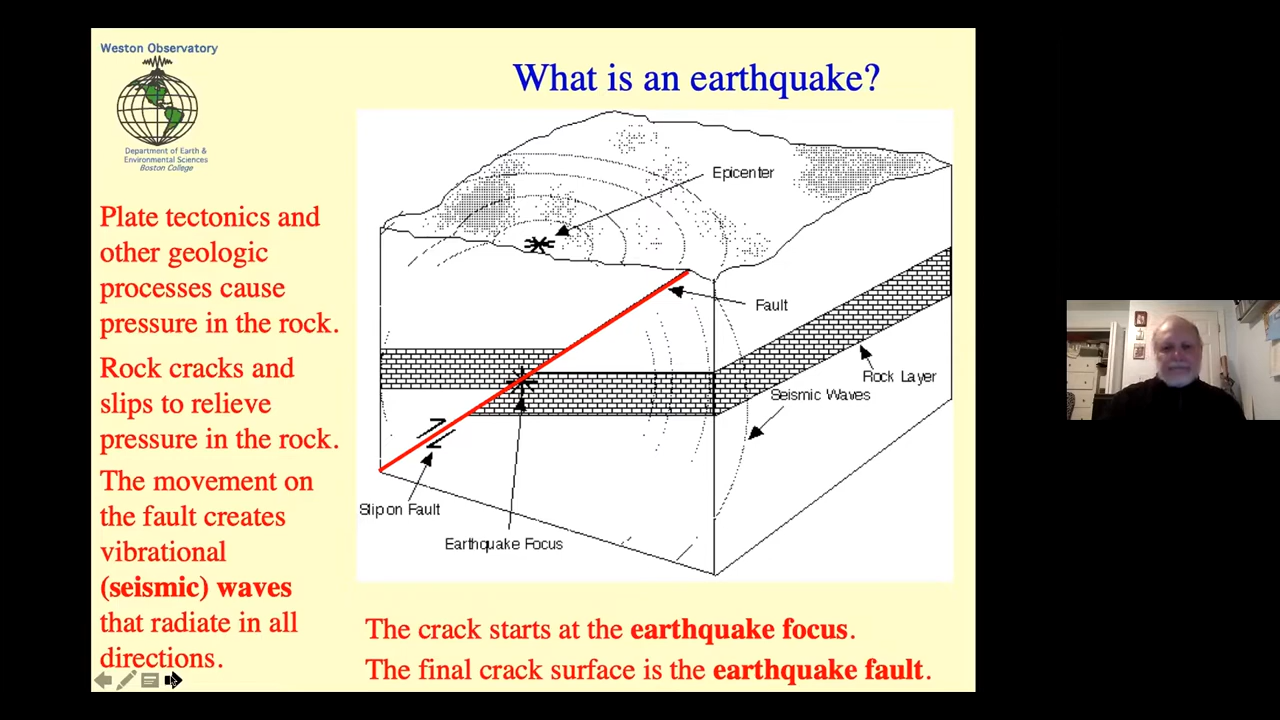 Weston Observatory
Department of Earth &
Environmental Sciences
Boston College
What is an earthquake?
Plate tectonics and
other geologic
processes cause
pressure in the rock.
Rock cracks and
slips to relieve
pressure in the rock.
The movement on
the fault creates
vibrational
(seismic) waves
that radiate in all
directions.
Epicenter
Fault
Rock Layer
Seismic Waves
Slip on Fault
Earthquake Focus
The crack starts at the earthquake focus.
The final crack surface is the earthquake fault.